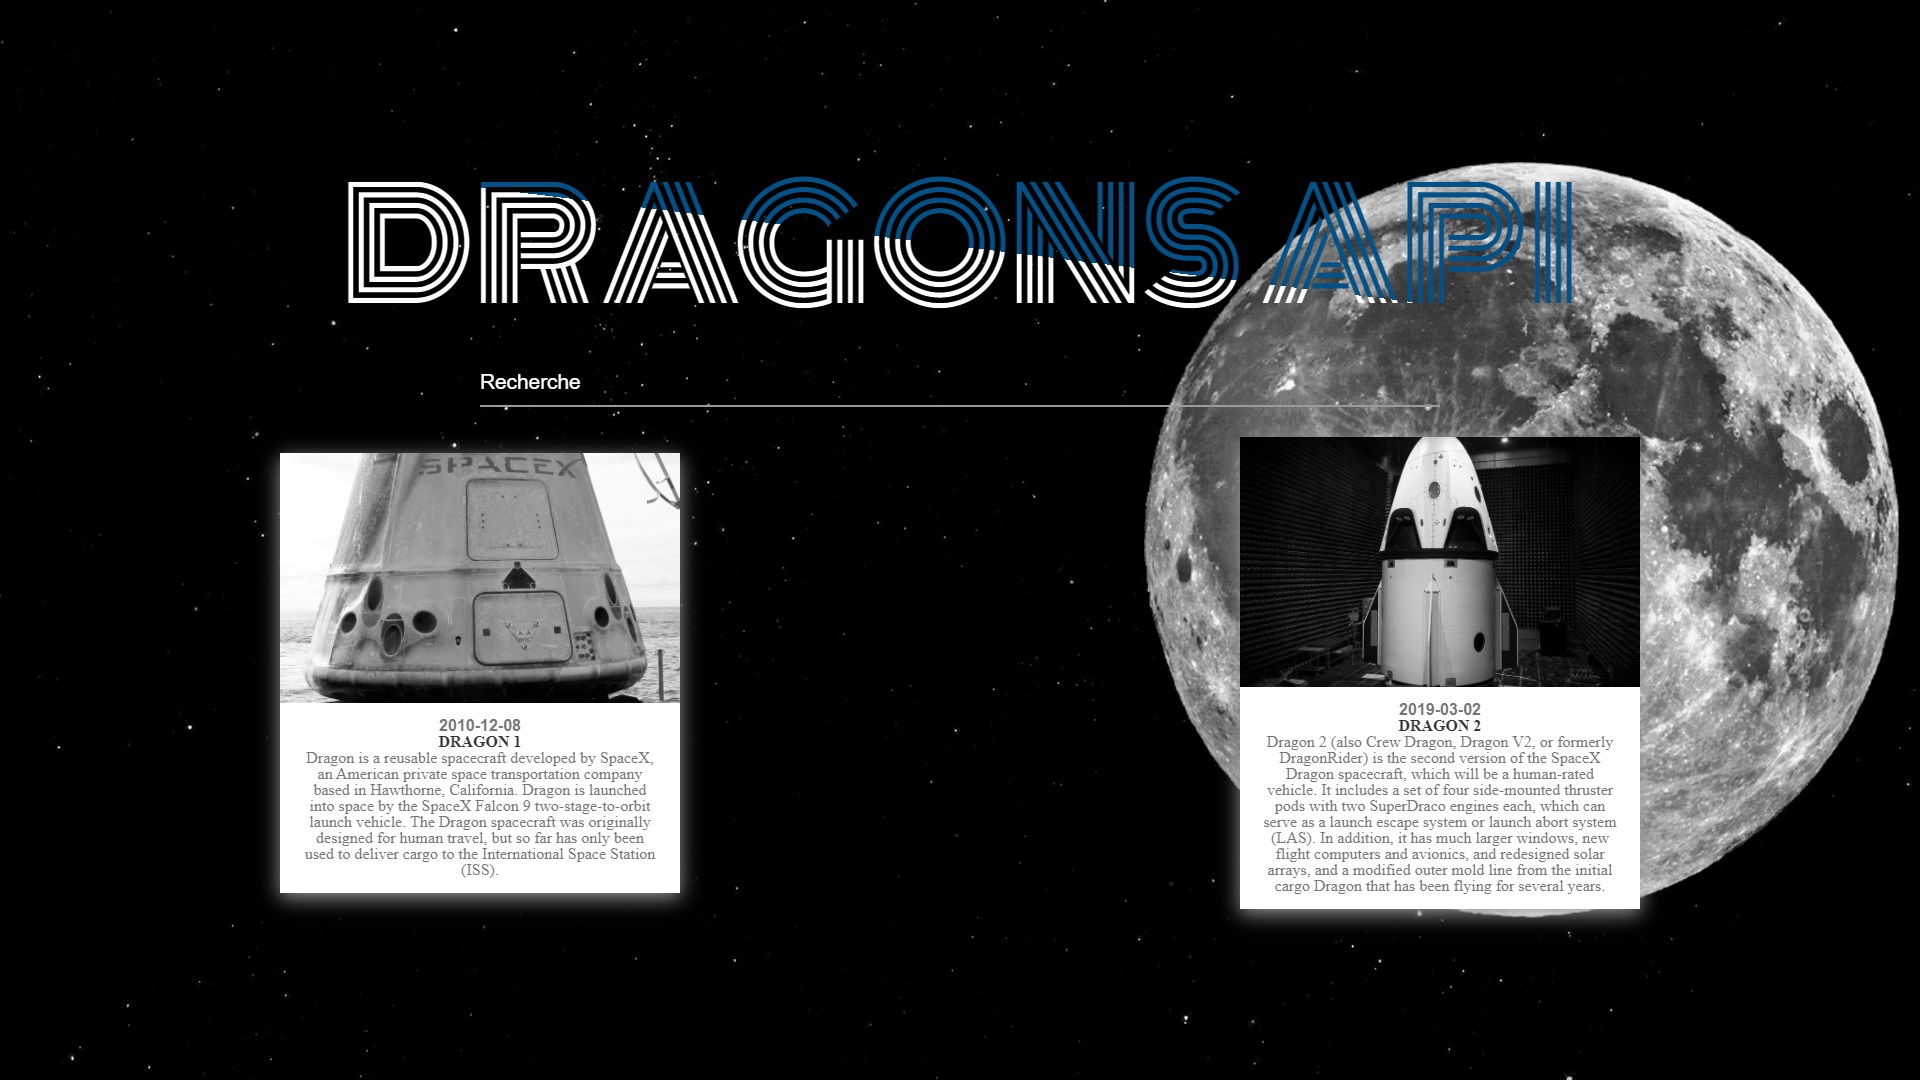 DRAGONS API
Recherche
SPACEX
2010-12-08
DRAGON 1
Dragon is a reusable spacecraft developed by SpaceX,
an American private space transportation company
based in Hawthorne, California. Dragon is launched
into space by the SpaceX Falcon 9 two-stage-to-orbit
launch vehicle. The Dragon spacecraft was originally
designed for human travel, but so far has only been
used to deliver cargo to the International Space Station
(ISS).
2019-03-02
DRAGON 2
Dragon 2 (also Crew Dragon, Dragon V2, or formerly
DragonRider) is the second version of the SpaceX
Dragon spacecraft, which will be a human-rated
vehicle. It includes a set of four side-mounted thruster
pods with two SuperDraco engines each, which can
serve as a launch escape system or launch abort system
(LAS). In addition, it has much larger windows, new
flight computers and avionics, and redesigned solar
arrays, and a modified outer mold line from the initial
cargo Dragon that has been flying for several years.